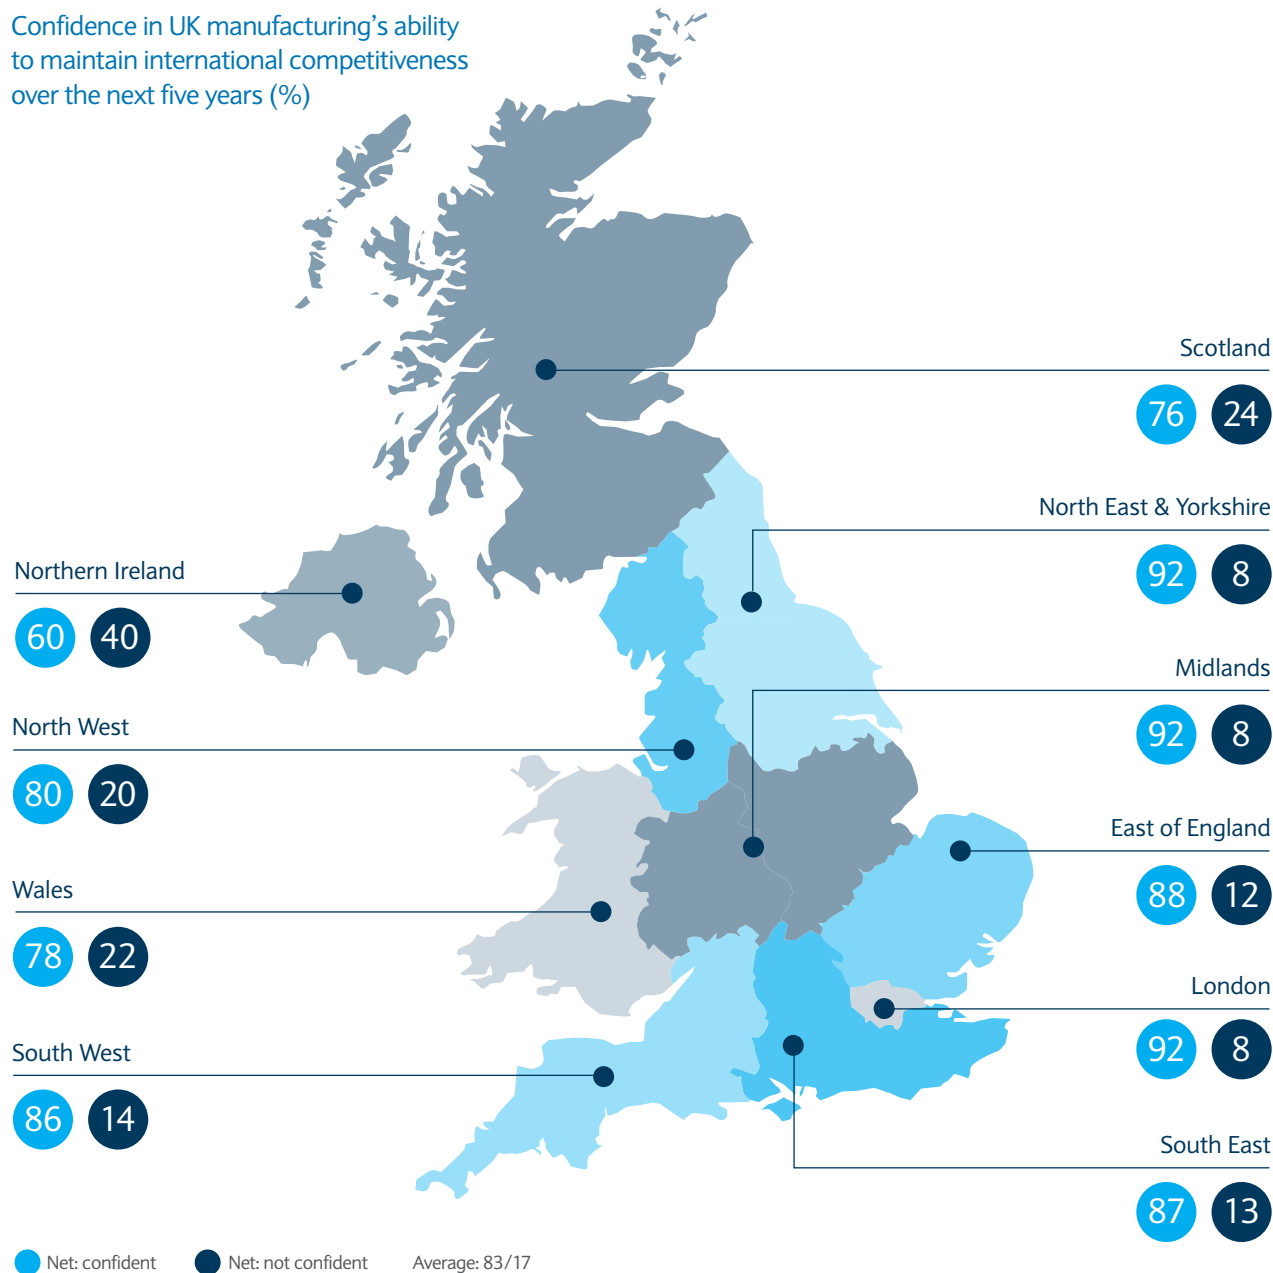 Confidence in UK manufacturing’s ability
to maintain international competitiveness
over the next five years (%)
Scotland
76 24
North East & Yorkshire
92 8
Northern Ireland
60 40
Midlands
92 8
North West
80 20
East of England
88 12
Wales
78 22
London
92 8
South West
86 14
South East
87 13
Net: confident Net: not confident Average: 83/17